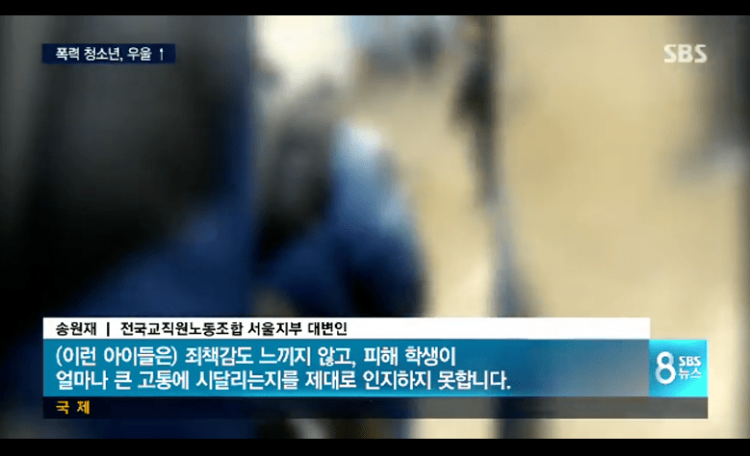 폭력 청소년, 우울 ↑
SBS
송원재 | 전국교직원노동조합 서울지부 대변인
(이런 아이들은) 죄책감도 느끼지 않고, 피해 학생이
얼마나 큰 고통에 시달리는지를 제대로 인지하지 못합니다.
8 SBS
뉴스
국 제